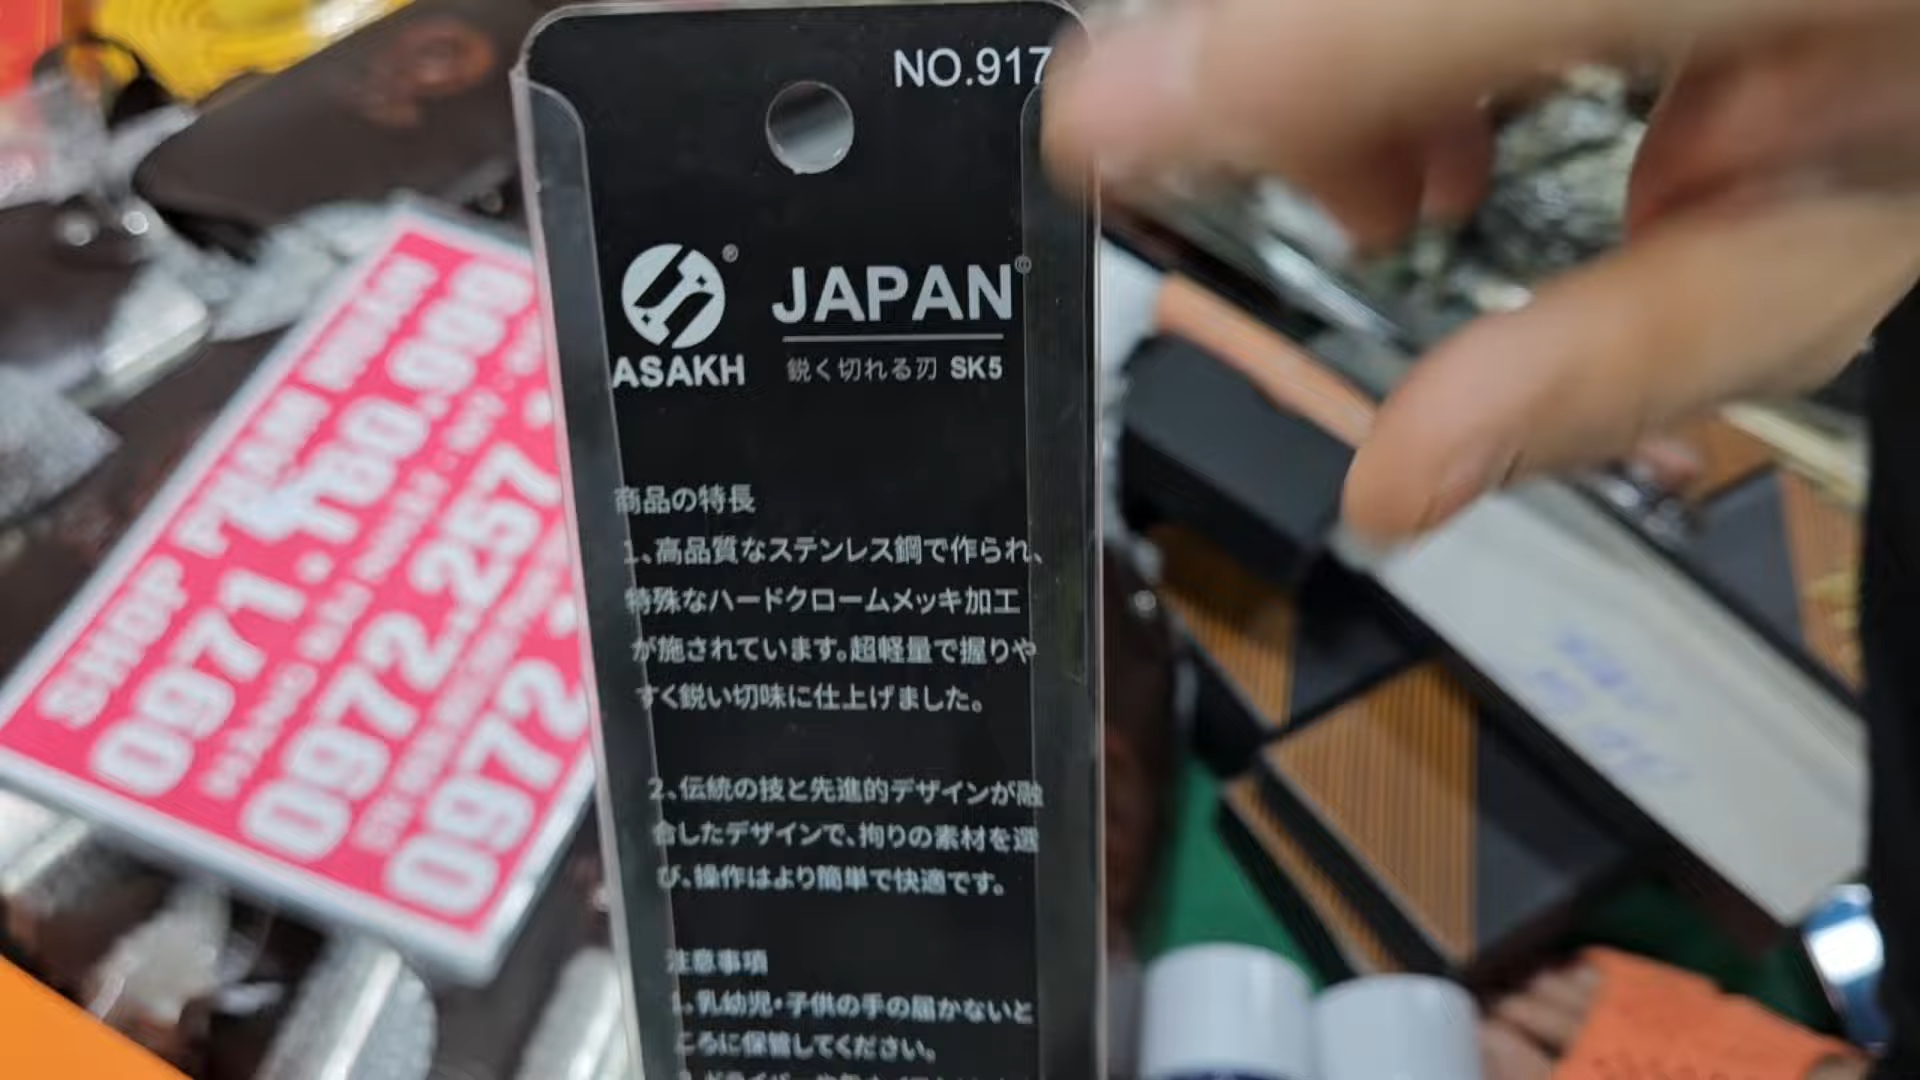 NO.917
®
JAPAN©
ASAKH
鋭く切れる刃 SK5
商品の特長
1、高品質なステンレス鋼で作られ、
特殊なハードクロームメッキ加工
が施されています。超軽量で握りや
すく鋭い切味に仕上げました。
2、伝統の技と先進的デザインが融
合したデザインで、拘りの素材を選
び、操作はより簡単で快適です。
注意事項
1、乳幼児・子供の手の届かないと
ころに保管してください。
SHOP
0971.180.999
0972.257
0972